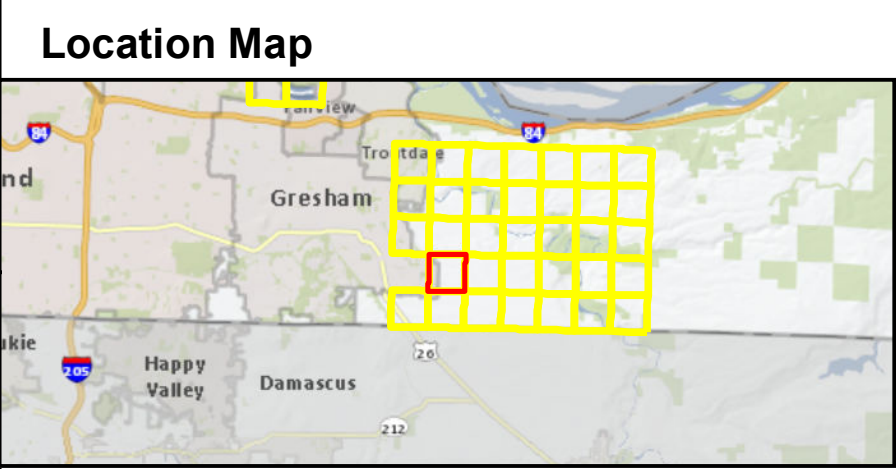 Location Map
Fairview
84
84
Troutdale
nd
Gresham
ukie
26
205
Happy
Valley
Damascus
212